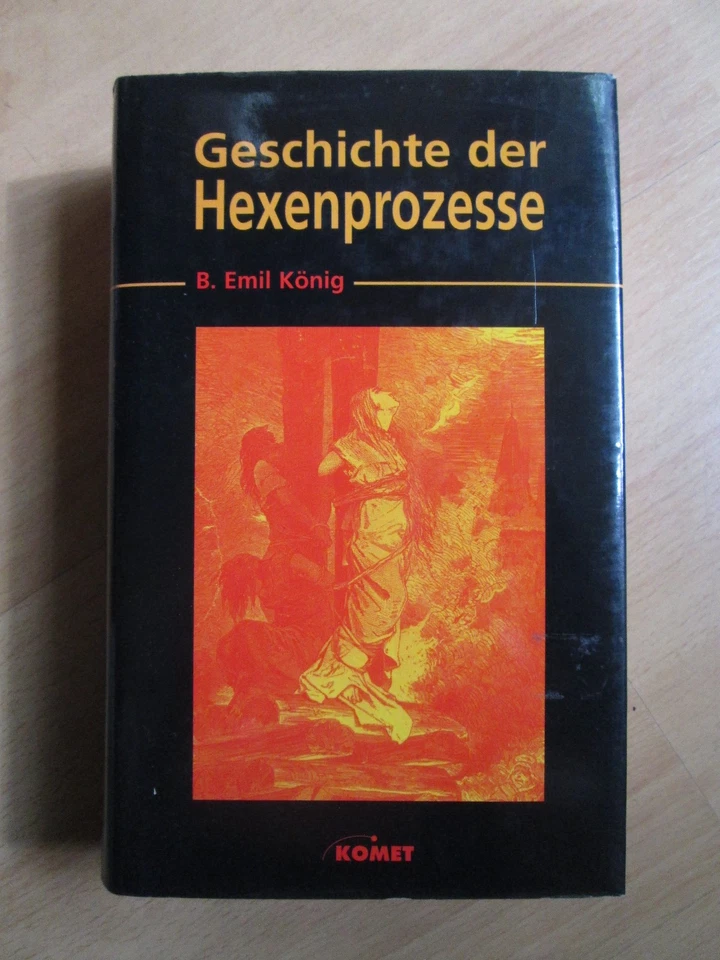 Geschichte der
Hexenprozesse
B. Emil König
KOMET